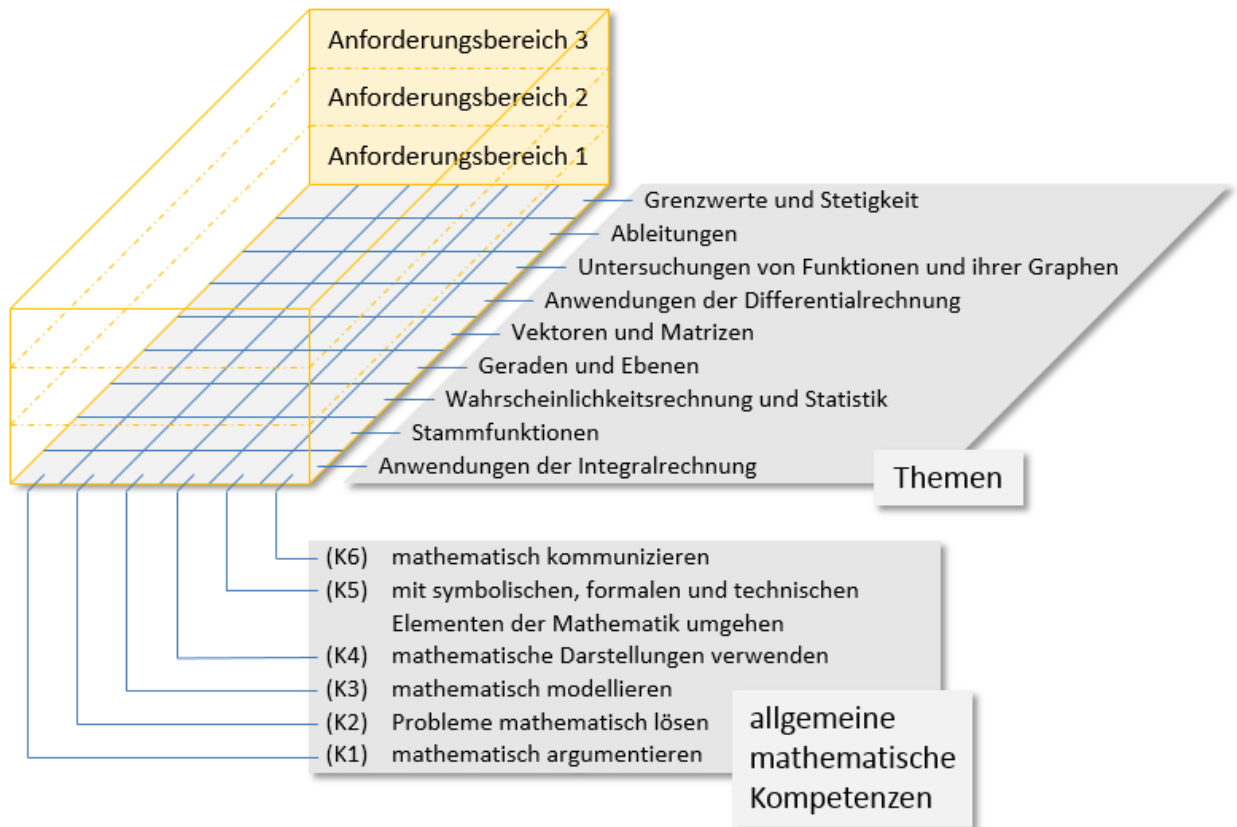 Anforderungsbereich 3
Anforderungsbereich 2
Anforderungsbereich 1
Grenzwerte und Stetigkeit
Ableitungen
Untersuchungen von Funktionen und ihrer Graphen
Anwendungen der Differentialrechnung
Vektoren und Matrizen
Geraden und Ebenen
Wahrscheinlichkeitsrechnung und Statistik
Stammfunktionen
Anwendungen der Integralrechnung
Themen
(K6) mathematisch kommunizieren
(K5) mit symbolischen, formalen und technischen
Elementen der Mathematik umgehen
(K4) mathematische Darstellungen verwenden
(K3) mathematisch modellieren
(K2) Probleme mathematisch lösen
(K1) mathematisch argumentieren
allgemeine
mathematische
Kompetenzen